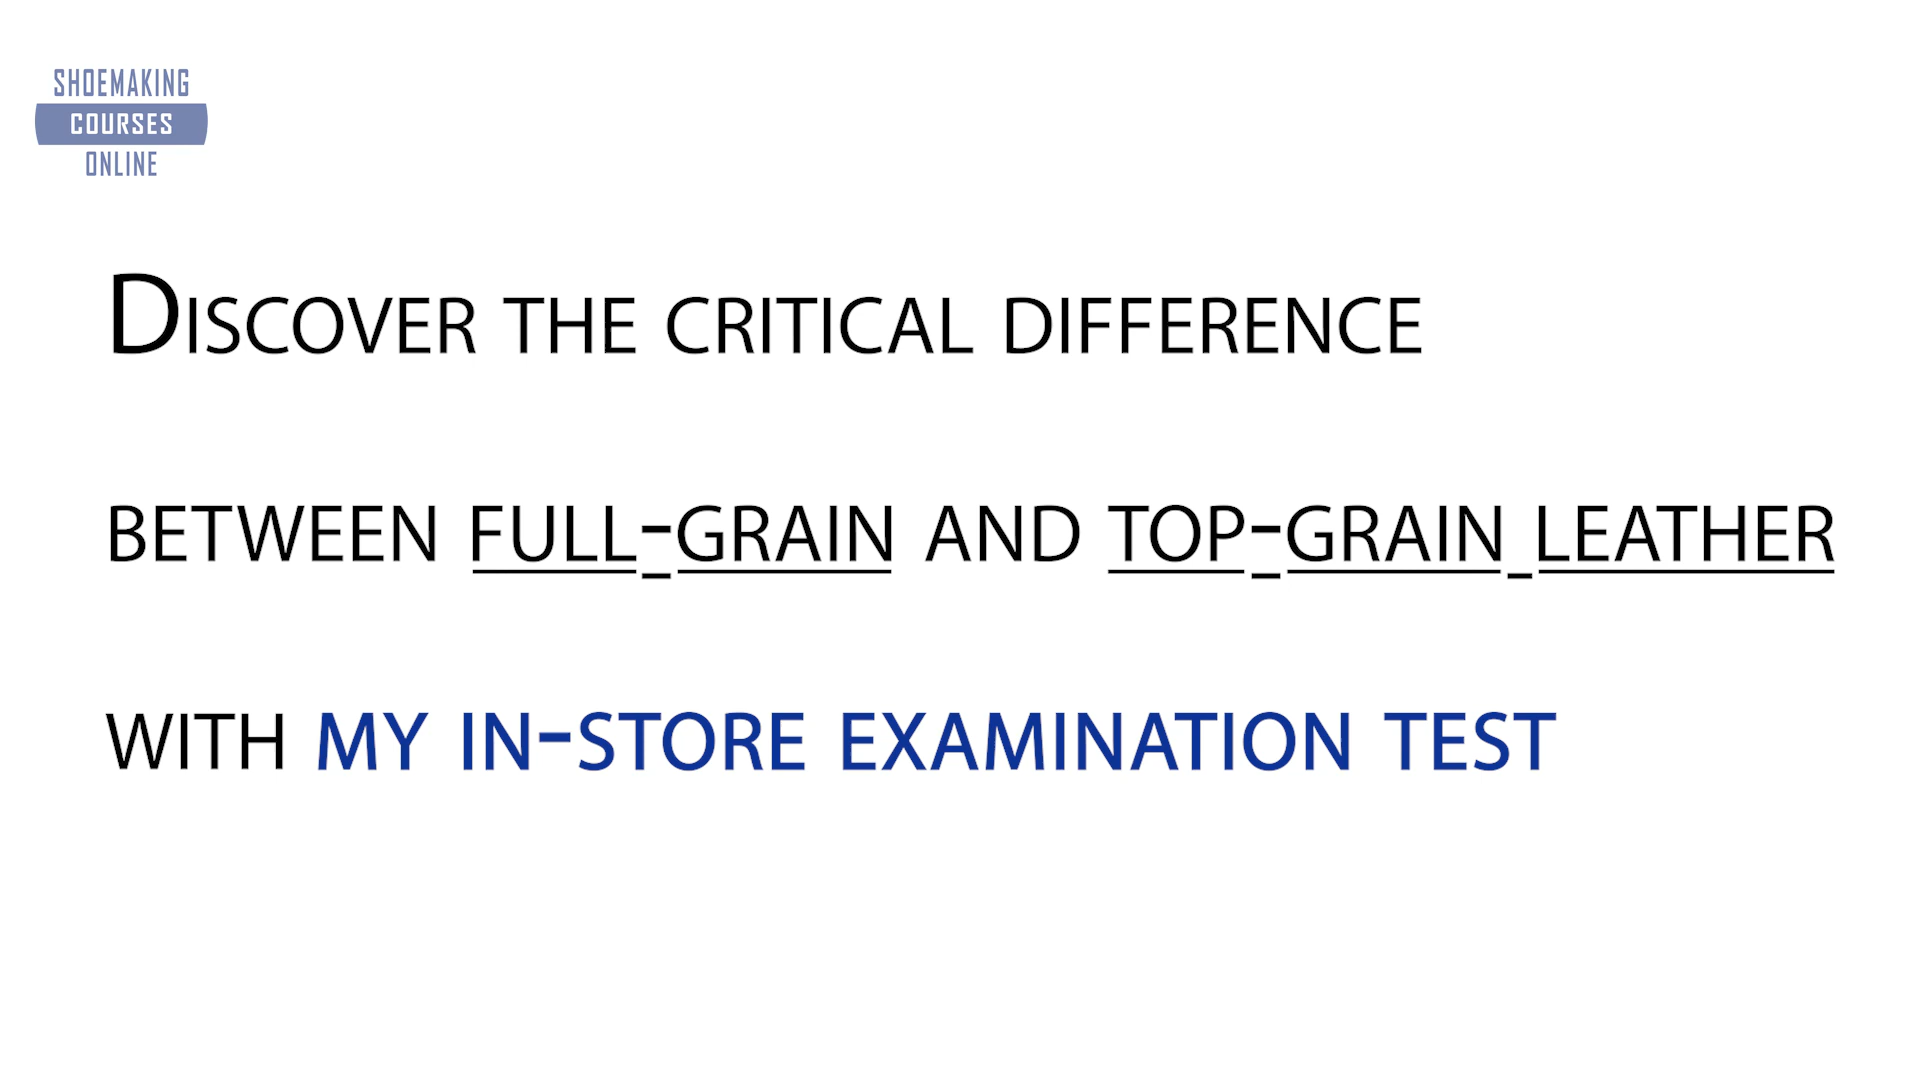 SHOEMAKING
COURSES
ONLINE
DISCOVER THE CRITICAL DIFFERENCE
BETWEEN FULL-GRAIN AND TOP-GRAIN LEATHER
WITH MY IN-STORE EXAMINATION TEST